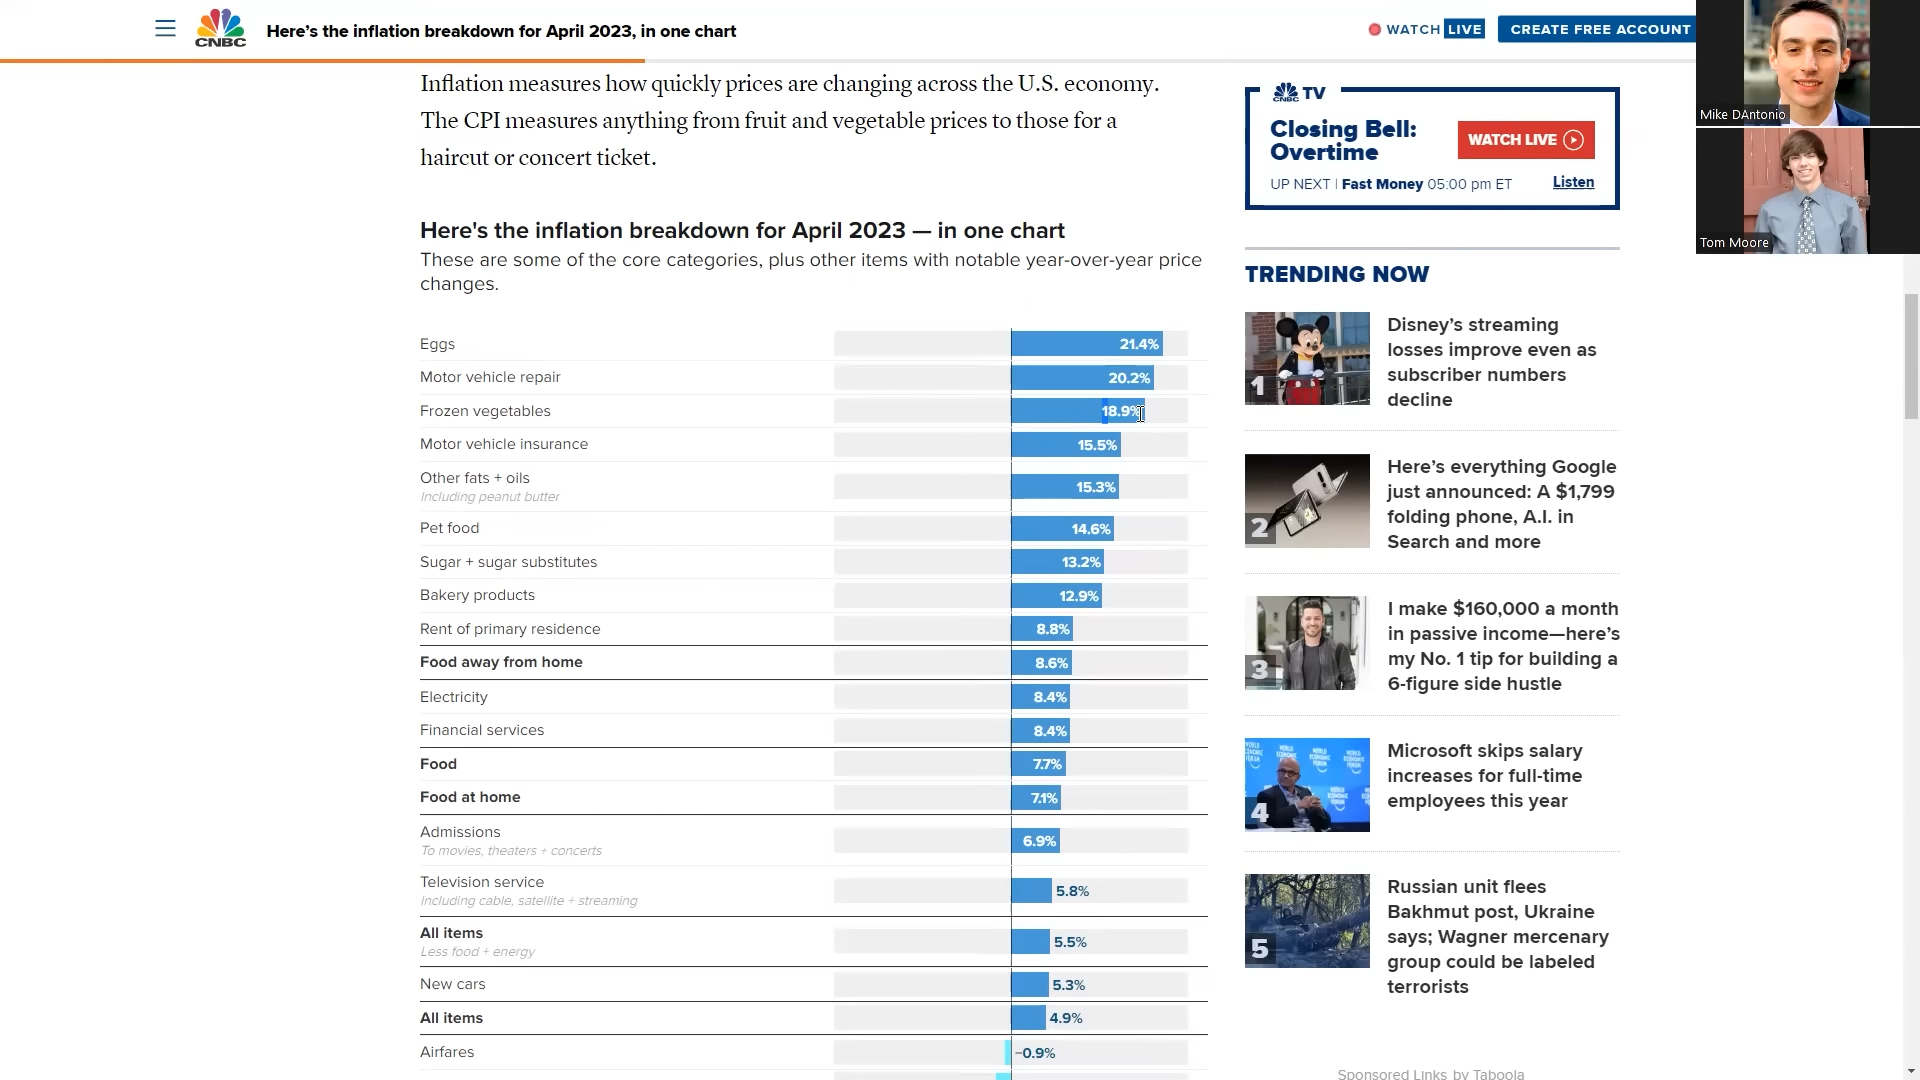 CNBC
Here’s the inflation breakdown for April 2023, in one chart
WATCH LIVE
CREATE FREE ACCOUNT
Mike DAntonio
Tom Moore
Inflation measures how quickly prices are changing across the U.S. economy.
The CPI measures anything from fruit and vegetable prices to those for a
haircut or concert ticket.
Here's the inflation breakdown for April 2023 — in one chart
These are some of the core categories, plus other items with notable year-over-year price
changes.
Eggs 21.4%
Motor vehicle repair 20.2%
Frozen vegetables 18.9%
Motor vehicle insurance 15.5%
Other fats + oils 15.3%
Including peanut butter
Pet food 14.6%
Sugar + sugar substitutes 13.2%
Bakery products 12.9%
Rent of primary residence 8.8%
Food away from home 8.6%
Electricity 8.4%
Financial services 8.4%
Food 7.7%
Food at home 7.1%
Admissions 6.9%
To movies, theaters + concerts
Television service 5.8%
Including cable, satellite + streaming
All items 5.5%
Less food + energy
New cars 5.3%
All items 4.9%
Airfares −0.9%
CNBC TV
Closing Bell:
Overtime
WATCH LIVE
UP NEXT | Fast Money 05:00 pm ET
Listen
TRENDING NOW
1
Disney’s streaming
losses improve even as
subscriber numbers
decline
2
Here’s everything Google
just announced: A $1,799
folding phone, A.I. in
Search and more
3
I make $160,000 a month
in passive income—here’s
my No. 1 tip for building a
6-figure side hustle
4
Microsoft skips salary
increases for full-time
employees this year
5
Russian unit flees
Bakhmut post, Ukraine
says; Wagner mercenary
group could be labeled
terrorists
Sponsored Links by Taboola